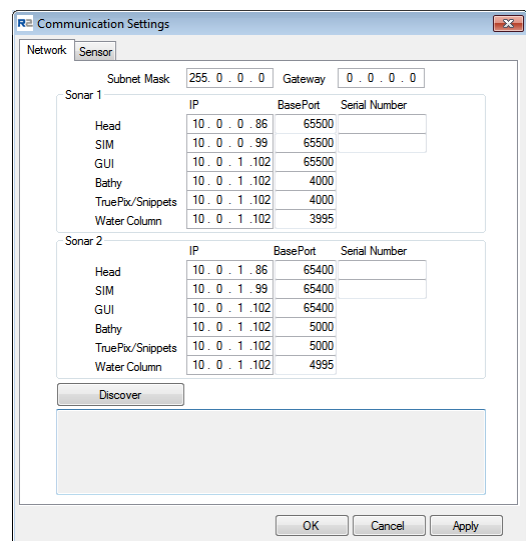 R2 Communication Settings
Network Sensor
Subnet Mask 255. 0 . 0 . 0 Gateway 0 . 0 . 0 . 0
Sonar 1
IP BasePort Serial Number
Head 10 . 0 . 0 . 86 65500
SIM 10 . 0 . 0 . 99 65500
GUI 10 . 0 . 1 .102 65500
Bathy 10 . 0 . 1 .102 4000
TruePix/Snippets 10 . 0 . 1 .102 4000
Water Column 10 . 0 . 1 .102 3995
Sonar 2
IP BasePort Serial Number
Head 10 . 0 . 1 . 86 65400
SIM 10 . 0 . 1 . 99 65400
GUI 10 . 0 . 1 .102 65400
Bathy 10 . 0 . 1 .102 5000
TruePix/Snippets 10 . 0 . 1 .102 5000
Water Column 10 . 0 . 1 .102 4995
Discover
OK Cancel Apply